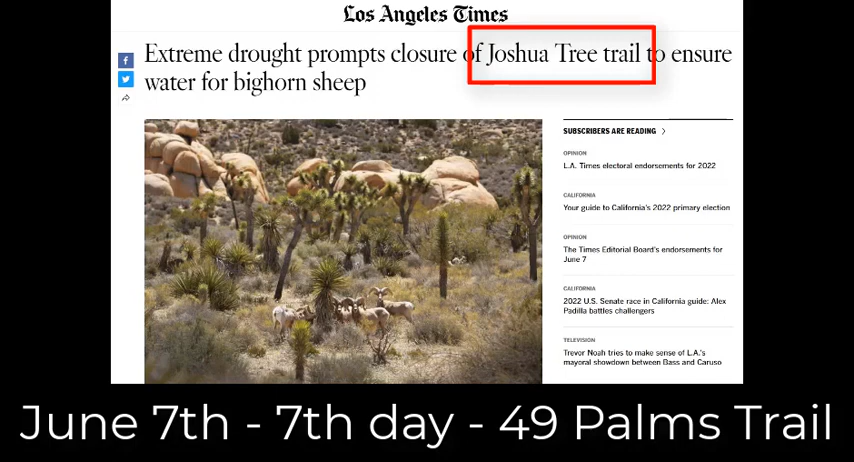 Los Angeles Times
Extreme drought prompts closure of Joshua Tree trail to ensure
water for bighorn sheep
SUBSCRIBERS ARE READING >
OPINION
L.A. Times electoral endorsements for 2022
CALIFORNIA
Your guide to California's 2022 primary election
OPINION
The Times Editorial Board's endorsements for
June 7
CALIFORNIA
2022 U.S. Senate race in California guide: Alex
Padilla battles challengers
TELEVISION
Trevor Noah tries to make sense of L.A.'s
mayoral showdown between Bass and Caruso
June 7th - 7th day - 49 Palms Trail